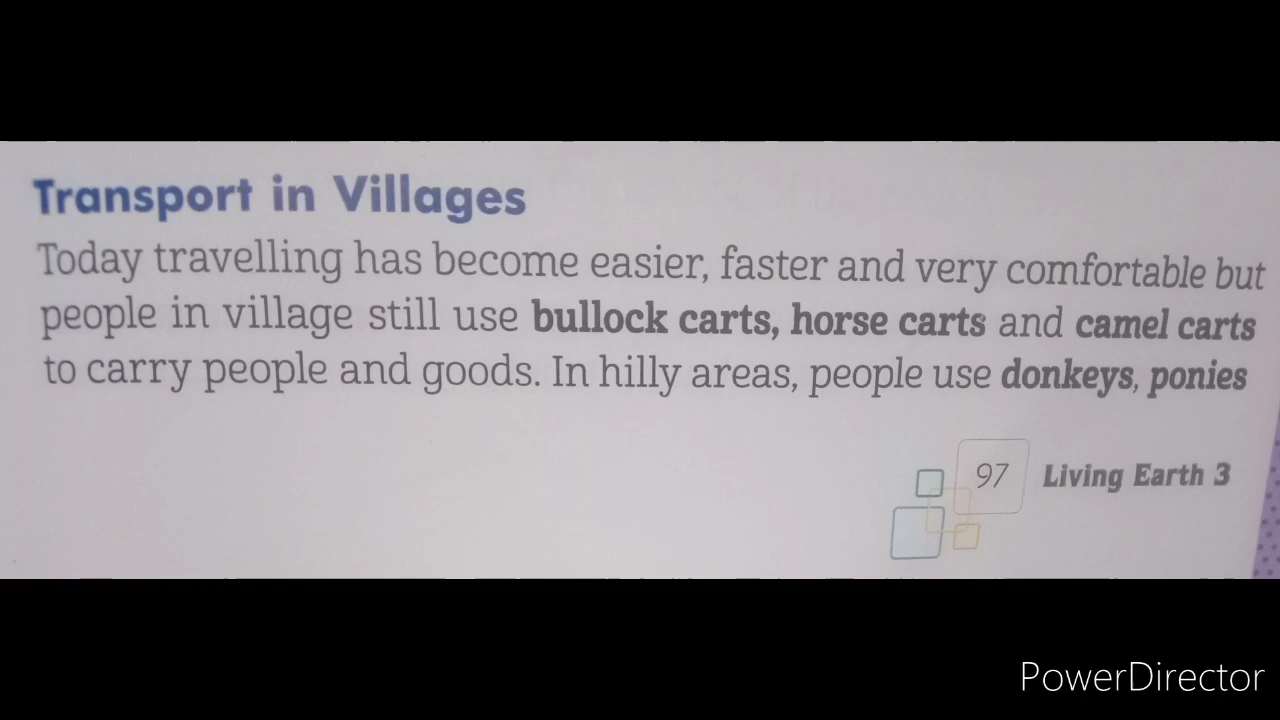 Transport in Villages
Today travelling has become easier, faster and very comfortable but
people in village still use bullock carts, horse carts and camel carts
to carry people and goods. In hilly areas, people use donkeys, ponies
97 Living Earth 3
PowerDirector